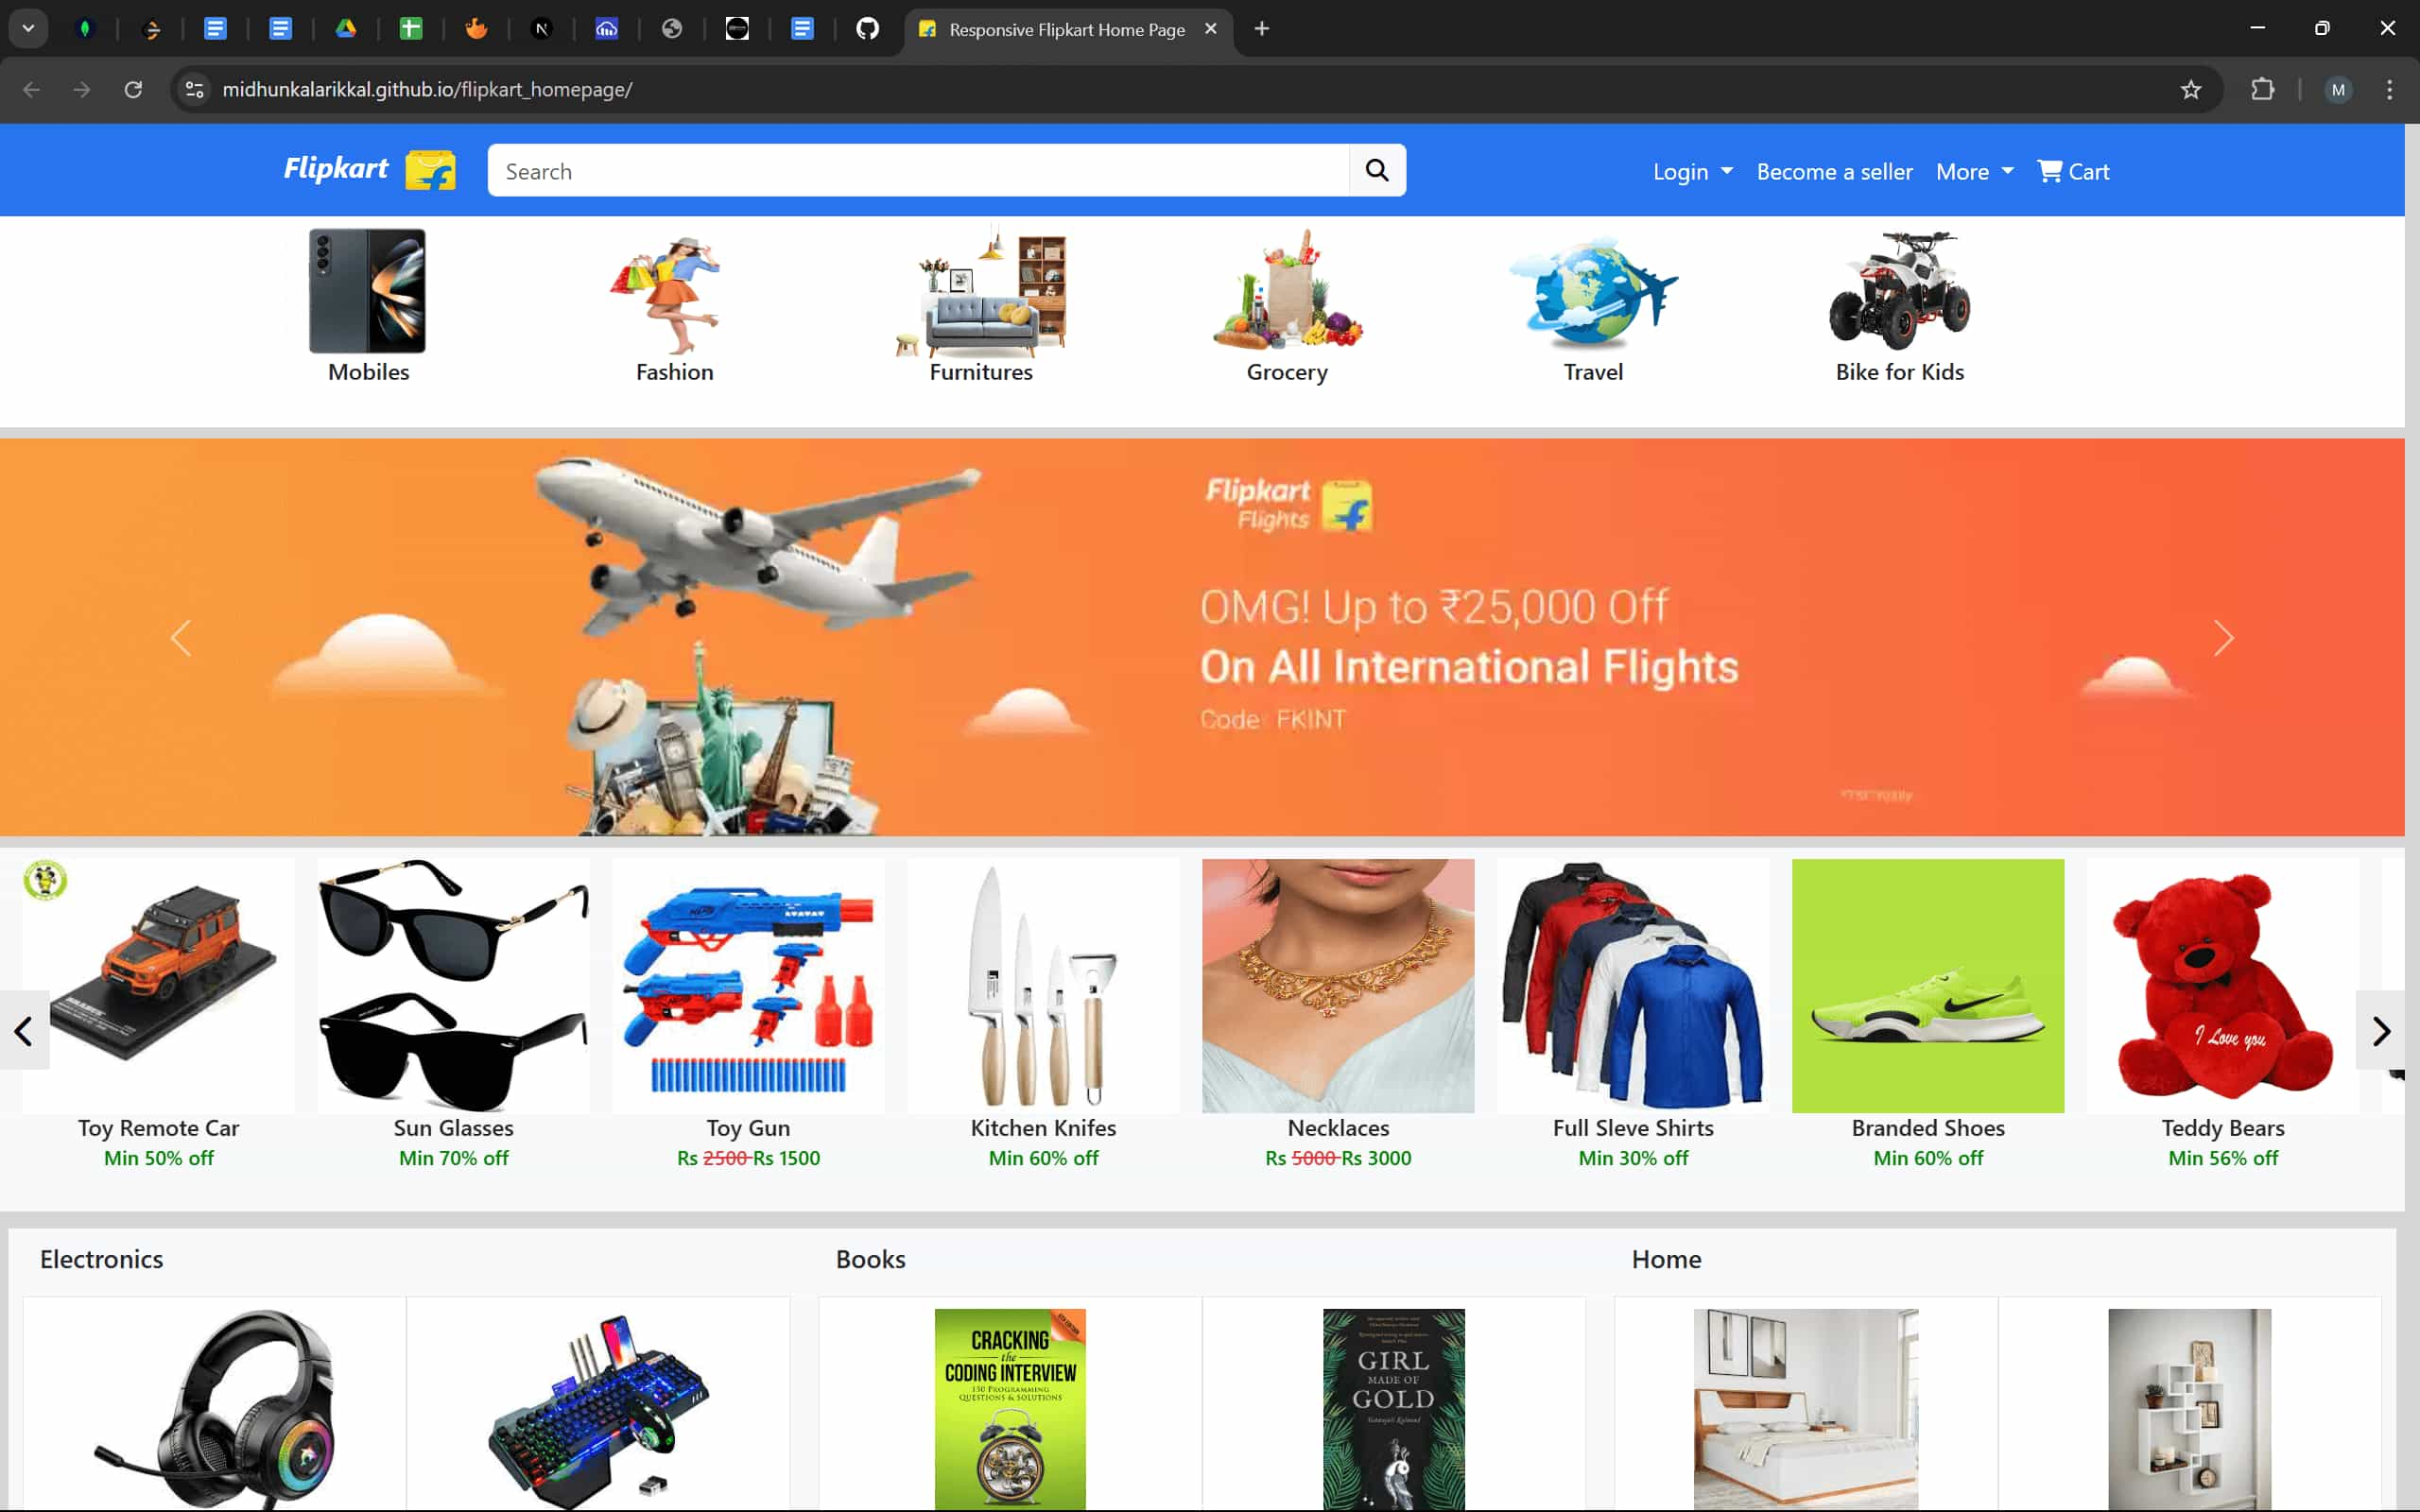 Responsive Flipkart Home Page
midhunkalarikkal.github.io/flipkart_homepage/
M
Flipkart
Search
Login
Become a seller
More
Cart
Mobiles
Fashion
Furnitures
Grocery
Travel
Bike for Kids
Flipkart
Flights
OMG! Up to ₹25,000 Off
On All International Flights
Code: FKINT
I Love you
Toy Remote Car
Sun Glasses
Toy Gun
Kitchen Knifes
Necklaces
Full Sleve Shirts
Branded Shoes
Teddy Bears
Min 50% off
Min 70% off
Rs 2500 Rs 1500
Min 60% off
Rs 5000 Rs 3000
Min 30% off
Min 60% off
Min 56% off
Electronics
Books
Home
CRACKING
the
CODING INTERVIEW
150 PROGRAMMING
QUESTIONS & SOLUTIONS
GIRL
MADE OF
GOLD